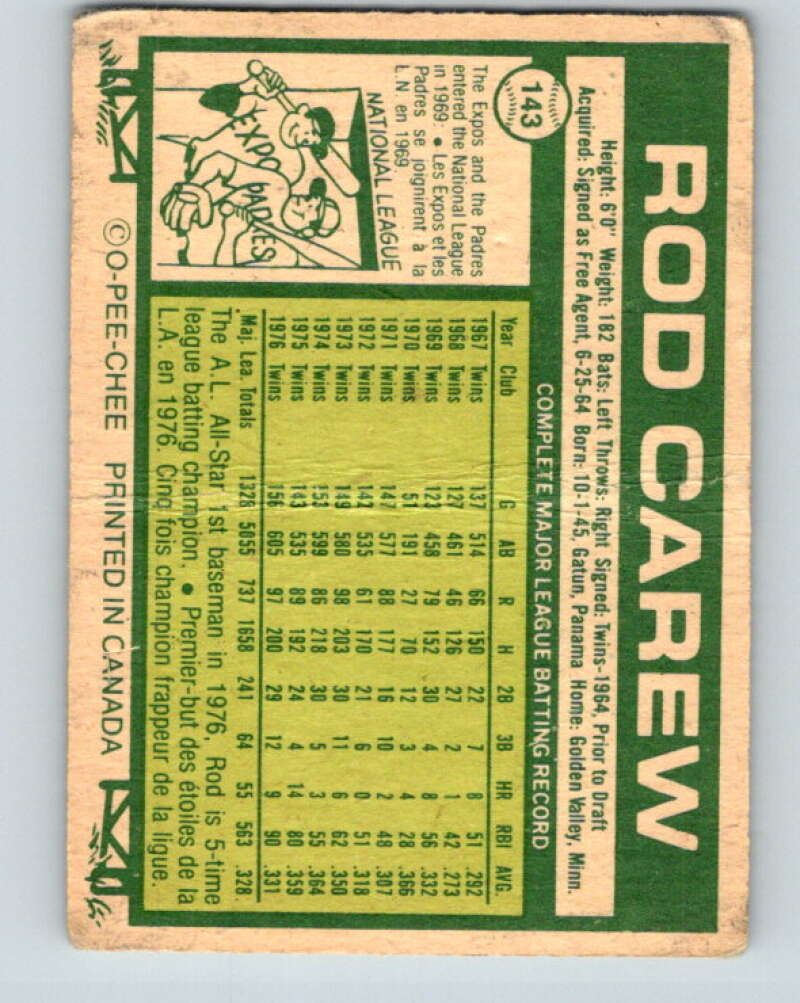 143
ROD CAREW
Height: 6'0" Weight: 182 Bats: Left Throws: Right Signed: Twins-1964, Prior to Draft
Acquired: Signed as Free Agent, 6-25-64 Born: 10-1-45, Gatun, Panama Home: Golden Valley, Minn.
The Expos and the Padres
entered the National League
in 1969. • Les Expos et les
Padres se joignirent à la
L.N. en 1969
NATIONAL LEAGUE
EXPO
PADRES
COMPLETE MAJOR LEAGUE BATTING RECORD
Year Club G AB R H 2B 3B HR RBI AVG.
1967 Twins 137 514 66 150 22 7 8 51 .292
1968 Twins 127 461 46 126 27 2 1 42 .273
1969 Twins 123 458 79 152 30 4 8 56 .332
1970 Twins 51 191 27 70 12 3 4 28 .366
1971 Twins 147 577 88 177 16 10 2 48 .307
1972 Twins 142 535 61 170 21 6 0 51 .318
1973 Twins 149 580 98 203 30 11 6 62 .350
1974 Twins 153 599 86 218 30 5 3 55 .364
1975 Twins 143 535 89 192 24 4 14 80 .359
1976 Twins 156 605 97 200 29 12 9 90 .331
Maj. Lea. Totals 1328 5055 737 1658 241 64 55 563 .328
The A.L. All-Star 1st baseman in 1976, Rod is 5-time
league batting champion. • Premier-but des étoiles de la
L.A. en 1976. Cinq fois champion frappeur de la ligue.
© O-PEE-CHEE PRINTED IN CANADA